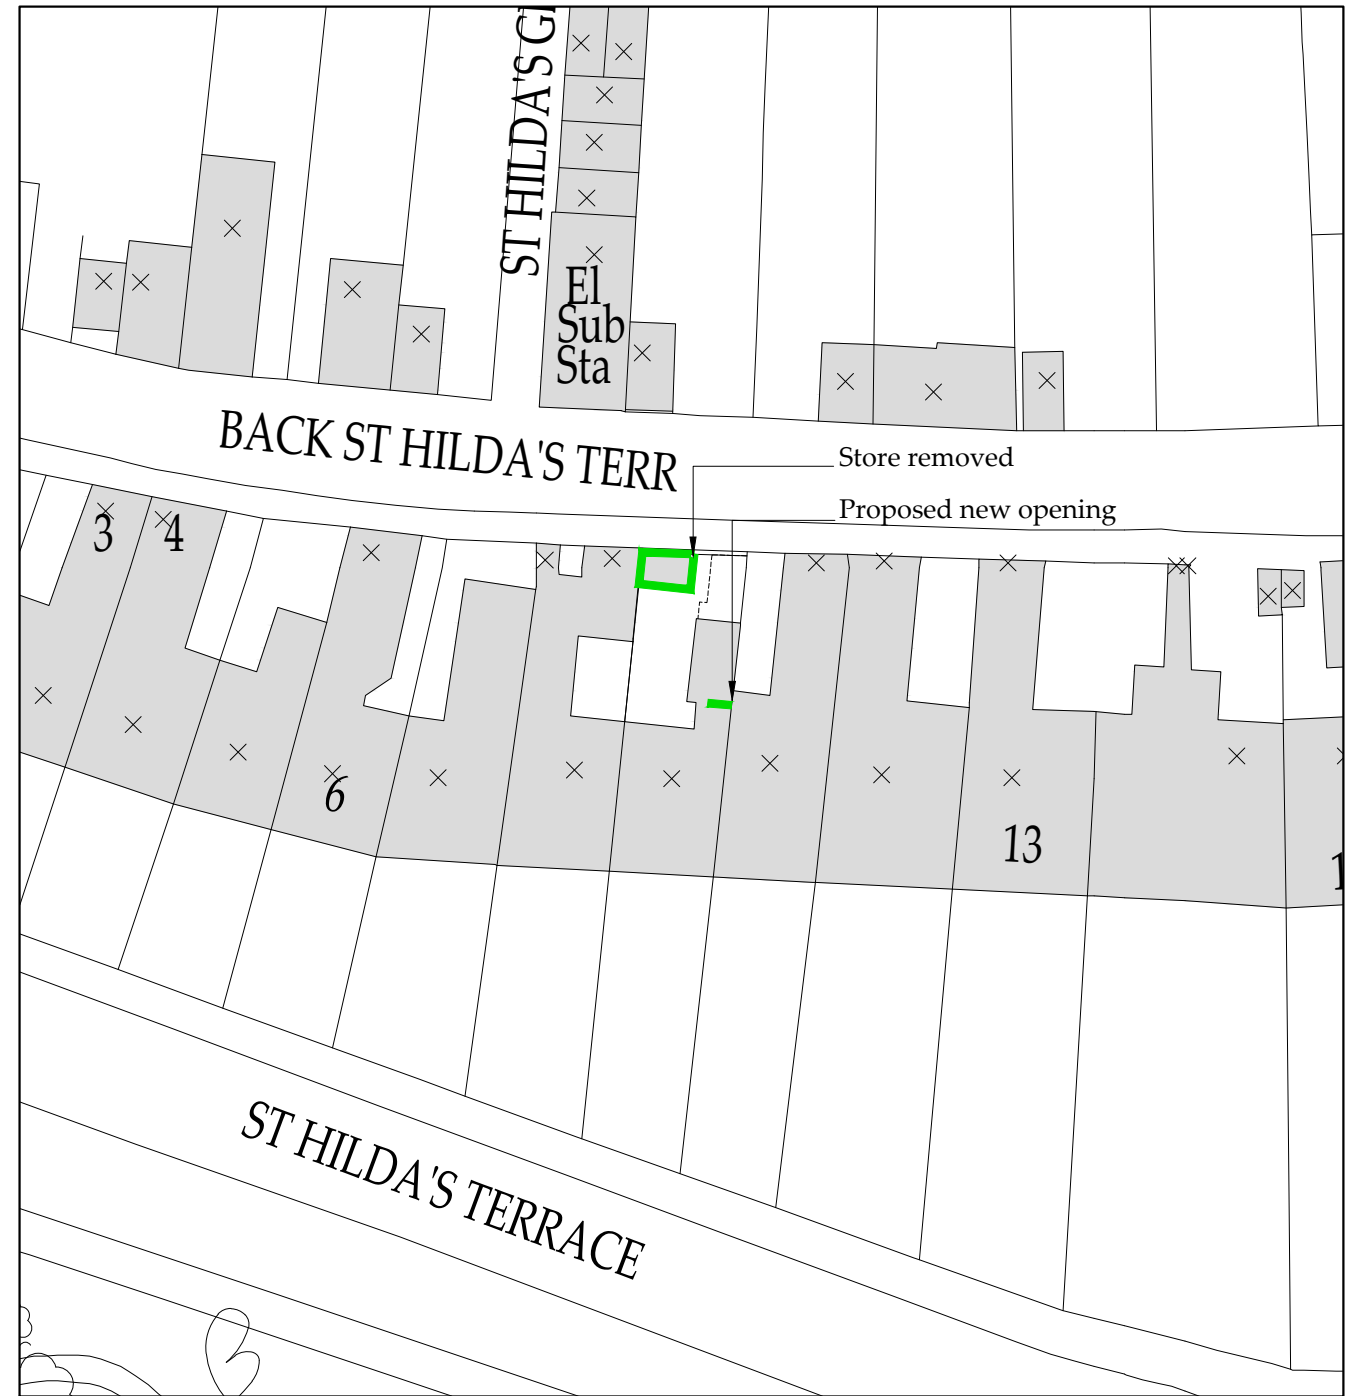 ST HILDA'S
El
Sub
Sta
BACK ST HILDA'S TERR
Store removed
Proposed new opening
3
4
6
13
ST HILDA'S TERRACE